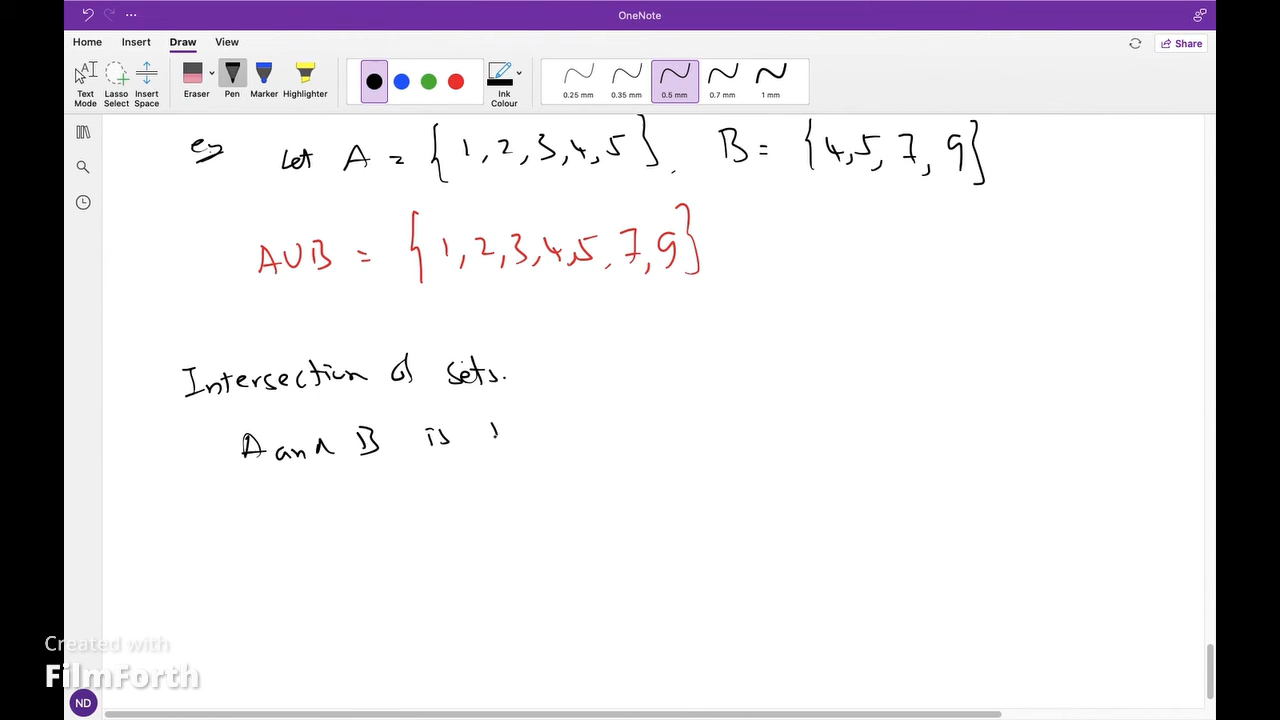 OneNote
Home Insert Draw View
Share
Text Mode Lasso Select Insert Space Eraser Pen Marker Highlighter Ink Colour 0.25 mm 0.35 mm 0.5 mm 0.7 mm 1 mm
eg Let A = {1, 2, 3, 4, 5}. B = {4, 5, 7, 9}
A∪B = {1, 2, 3, 4, 5, 7, 9}
Intersection of sets.
A and B is
Created with
FilmForth
ND